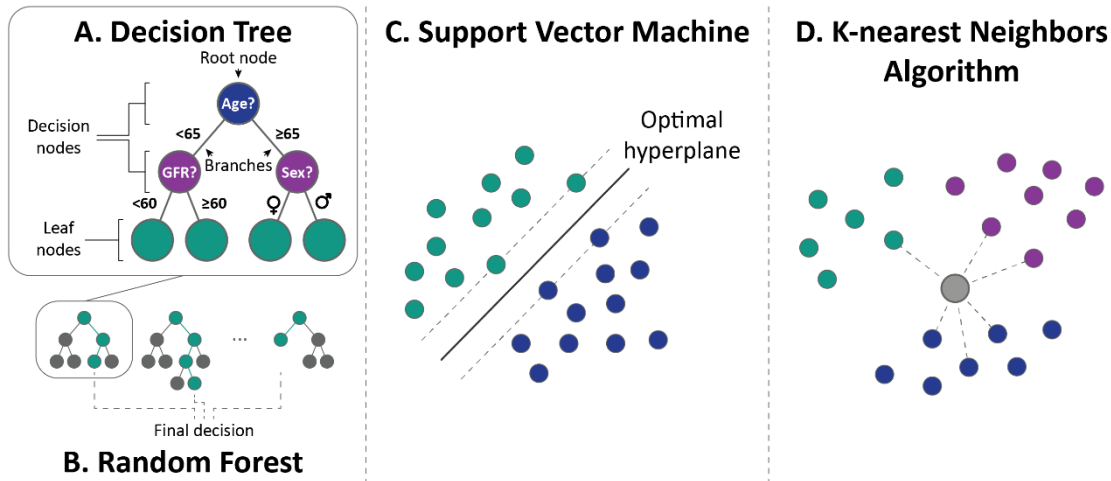 A. Decision Tree
Root node
Age?
Decision
nodes
<65
≥65
Branches
GFR?
Sex?
<60
≥60
♀
♂
Leaf
nodes
...
Final decision
B. Random Forest
C. Support Vector Machine
Optimal
hyperplane
D. K-nearest Neighbors
Algorithm